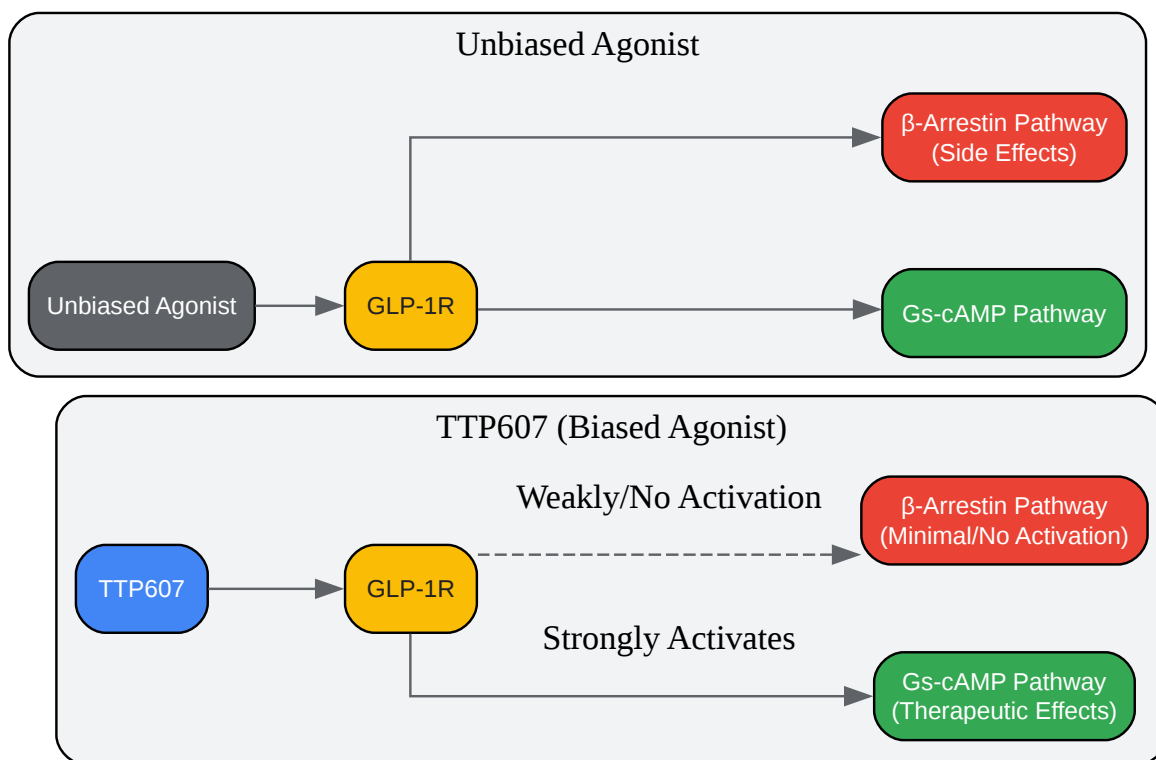 Unbiased Agonist
β-Arrestin Pathway
(Side Effects)
Unbiased Agonist
GLP-1R
Gs-cAMP Pathway
TTP607 (Biased Agonist)
Weakly/No Activation
β-Arrestin Pathway
(Minimal/No Activation)
TTP607
GLP-1R
Strongly Activates
Gs-cAMP Pathway
(Therapeutic Effects)